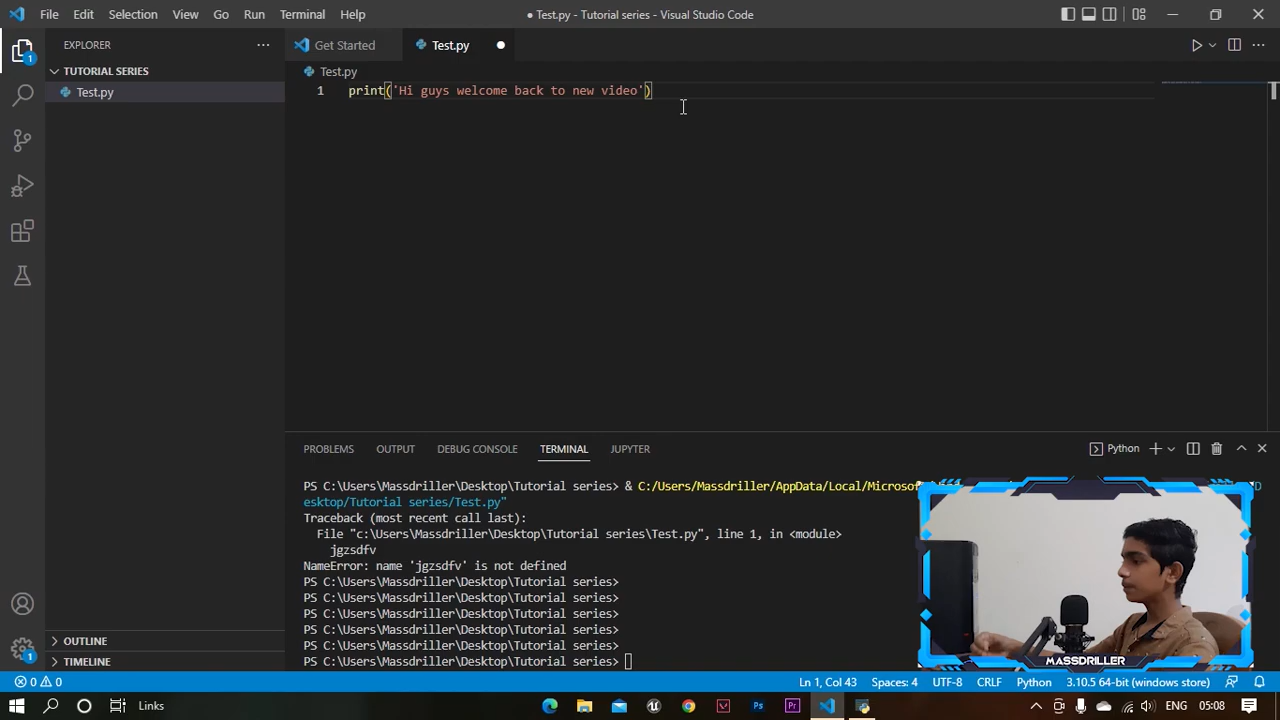 File Edit Selection View Go Run Terminal Help
● Test.py - Tutorial series - Visual Studio Code
EXPLORER
Get Started
Test.py
TUTORIAL SERIES
Test.py
Test.py
1 print('Hi guys welcome back to new video')
PROBLEMS OUTPUT DEBUG CONSOLE TERMINAL JUPYTER
Python
PS C:\Users\Massdriller\Desktop\Tutorial series> & C:/Users/Massdriller/AppData/Local/Microsof
esktop/Tutorial series/Test.py"
Traceback (most recent call last):
File "c:\Users\Massdriller\Desktop\Tutorial series\Test.py", line 1, in <module>
jgzsdfv
NameError: name 'jgzsdfv' is not defined
PS C:\Users\Massdriller\Desktop\Tutorial series>
PS C:\Users\Massdriller\Desktop\Tutorial series>
PS C:\Users\Massdriller\Desktop\Tutorial series>
PS C:\Users\Massdriller\Desktop\Tutorial series>
PS C:\Users\Massdriller\Desktop\Tutorial series>
PS C:\Users\Massdriller\Desktop\Tutorial series>
MASSDRILLER
OUTLINE
TIMELINE
0 0
Ln 1, Col 43 Spaces: 4 UTF-8 CRLF Python 3.10.5 64-bit (windows store)
Links
ENG 05:08